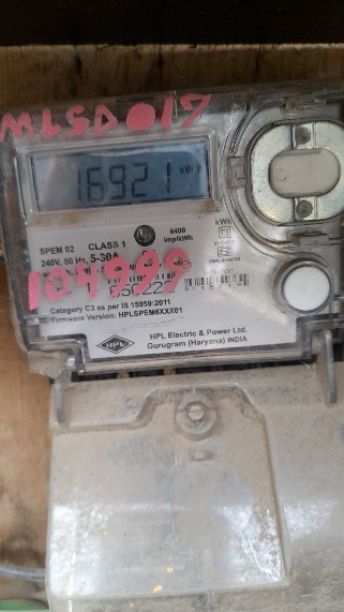 MLSD017
16921 kWh
SPEM 02 CLASS 1
240V, 50 Hz, 5-30A
6400
imp/kWh
kWh
104999
Category C3 as per IS 15959:2011
Firmware Version: HPLSPEM6XXX01
HPL
HPL Electric & Power Ltd.
Gurugram (Haryana) INDIA